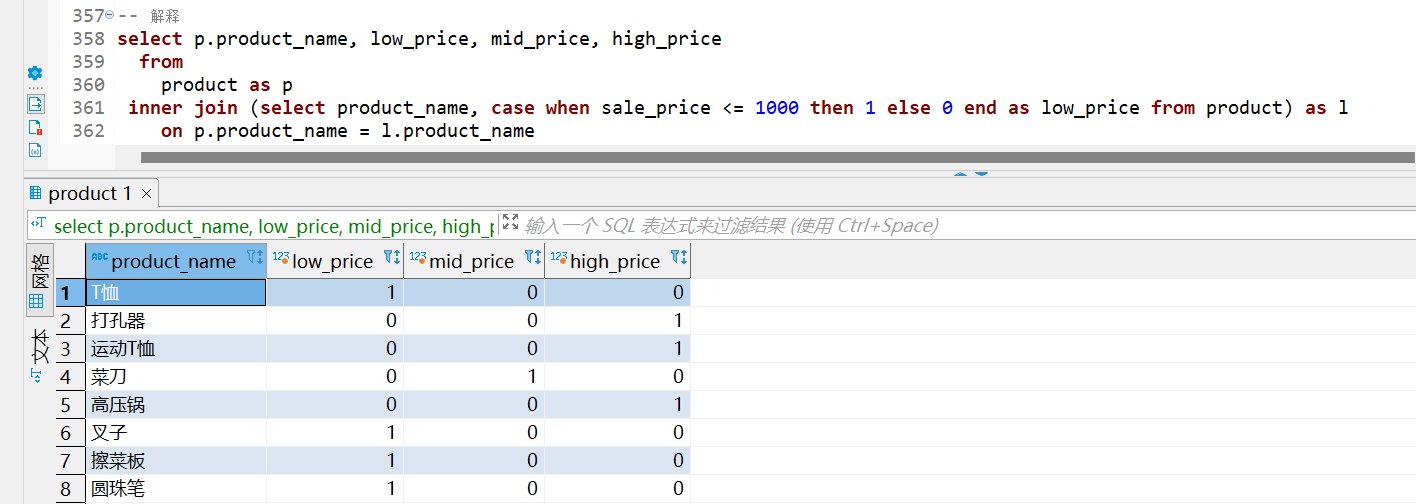 357 -- 解释
358 select p.product_name, low_price, mid_price, high_price
359 from
360 product as p
361 inner join (select product_name, case when sale_price <= 1000 then 1 else 0 end as low_price from product) as l
362 on p.product_name = l.product_name
product 1
select p.product_name, low_price, mid_price, high_p
输入一个 SQL 表达式来过滤结果 (使用 Ctrl+Space)
网格
文本
ABC product_name 123 low_price 123 mid_price 123 high_price
1 T恤 1 0 0
2 打孔器 0 0 1
3 运动T恤 0 0 1
4 菜刀 0 1 0
5 高压锅 0 0 1
6 叉子 1 0 0
7 擦菜板 1 0 0
8 圆珠笔 1 0 0